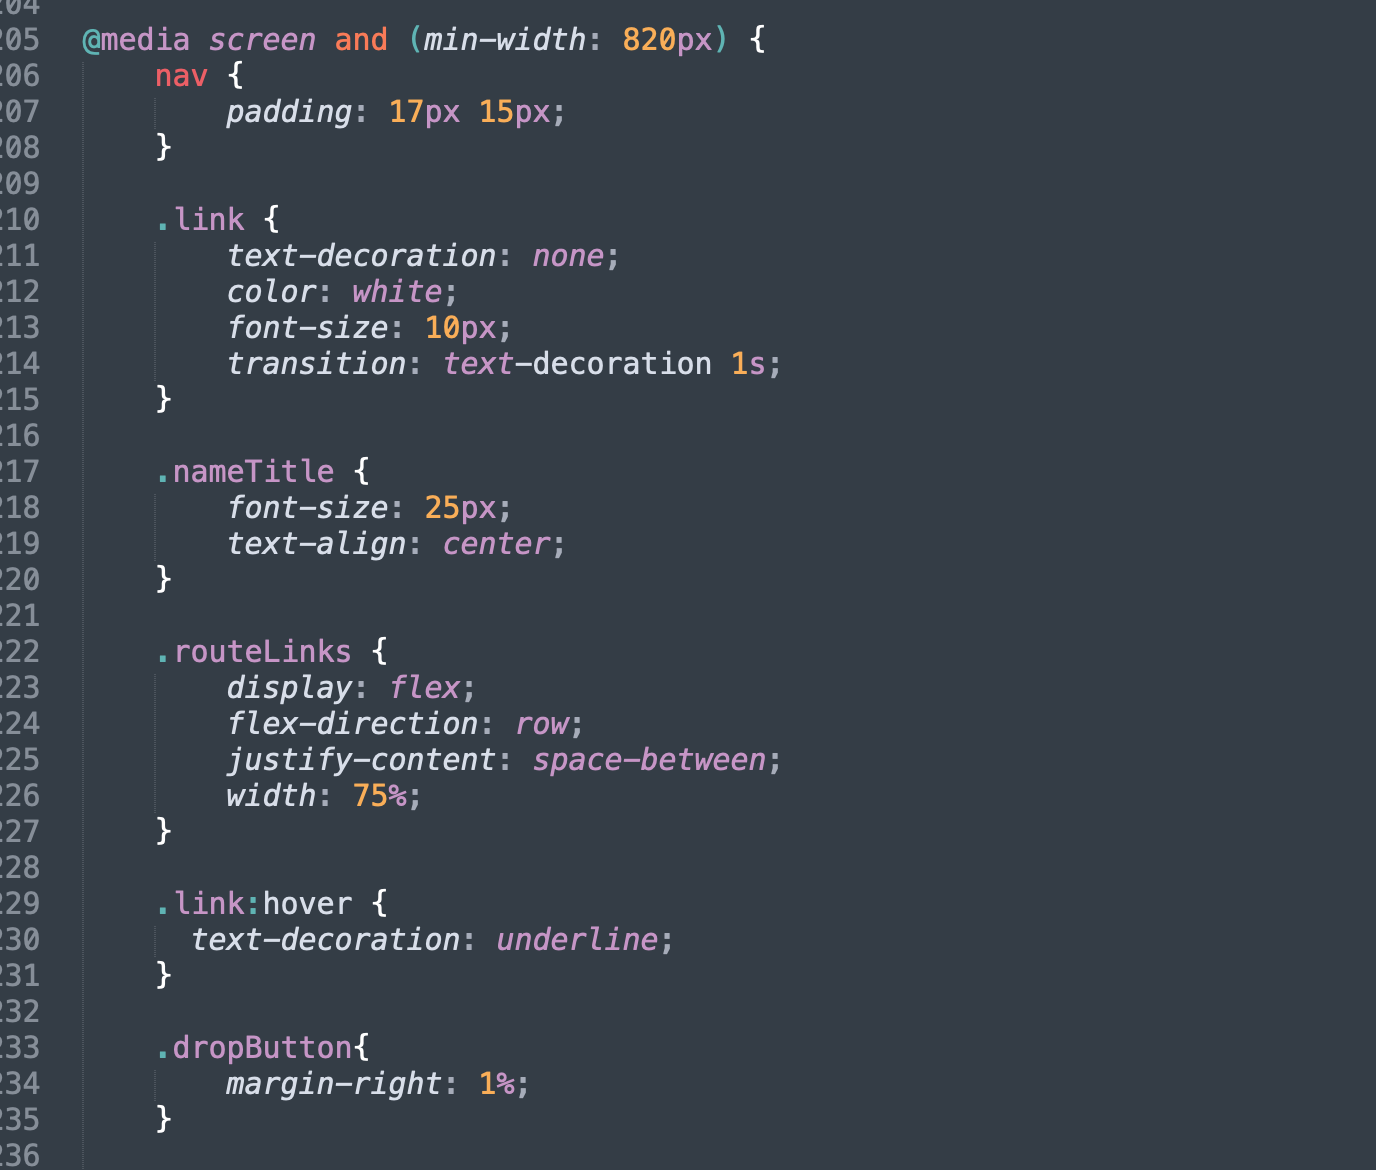 204
205 @media screen and (min-width: 820px) {
206 nav {
207 padding: 17px 15px;
208 }
209
210 .link {
211 text-decoration: none;
212 color: white;
213 font-size: 10px;
214 transition: text-decoration 1s;
215 }
216
217 .nameTitle {
218 font-size: 25px;
219 text-align: center;
220 }
221
222 .routeLinks {
223 display: flex;
224 flex-direction: row;
225 justify-content: space-between;
226 width: 75%;
227 }
228
229 .link:hover {
230 text-decoration: underline;
231 }
232
233 .dropButton{
234 margin-right: 1%;
235 }
236